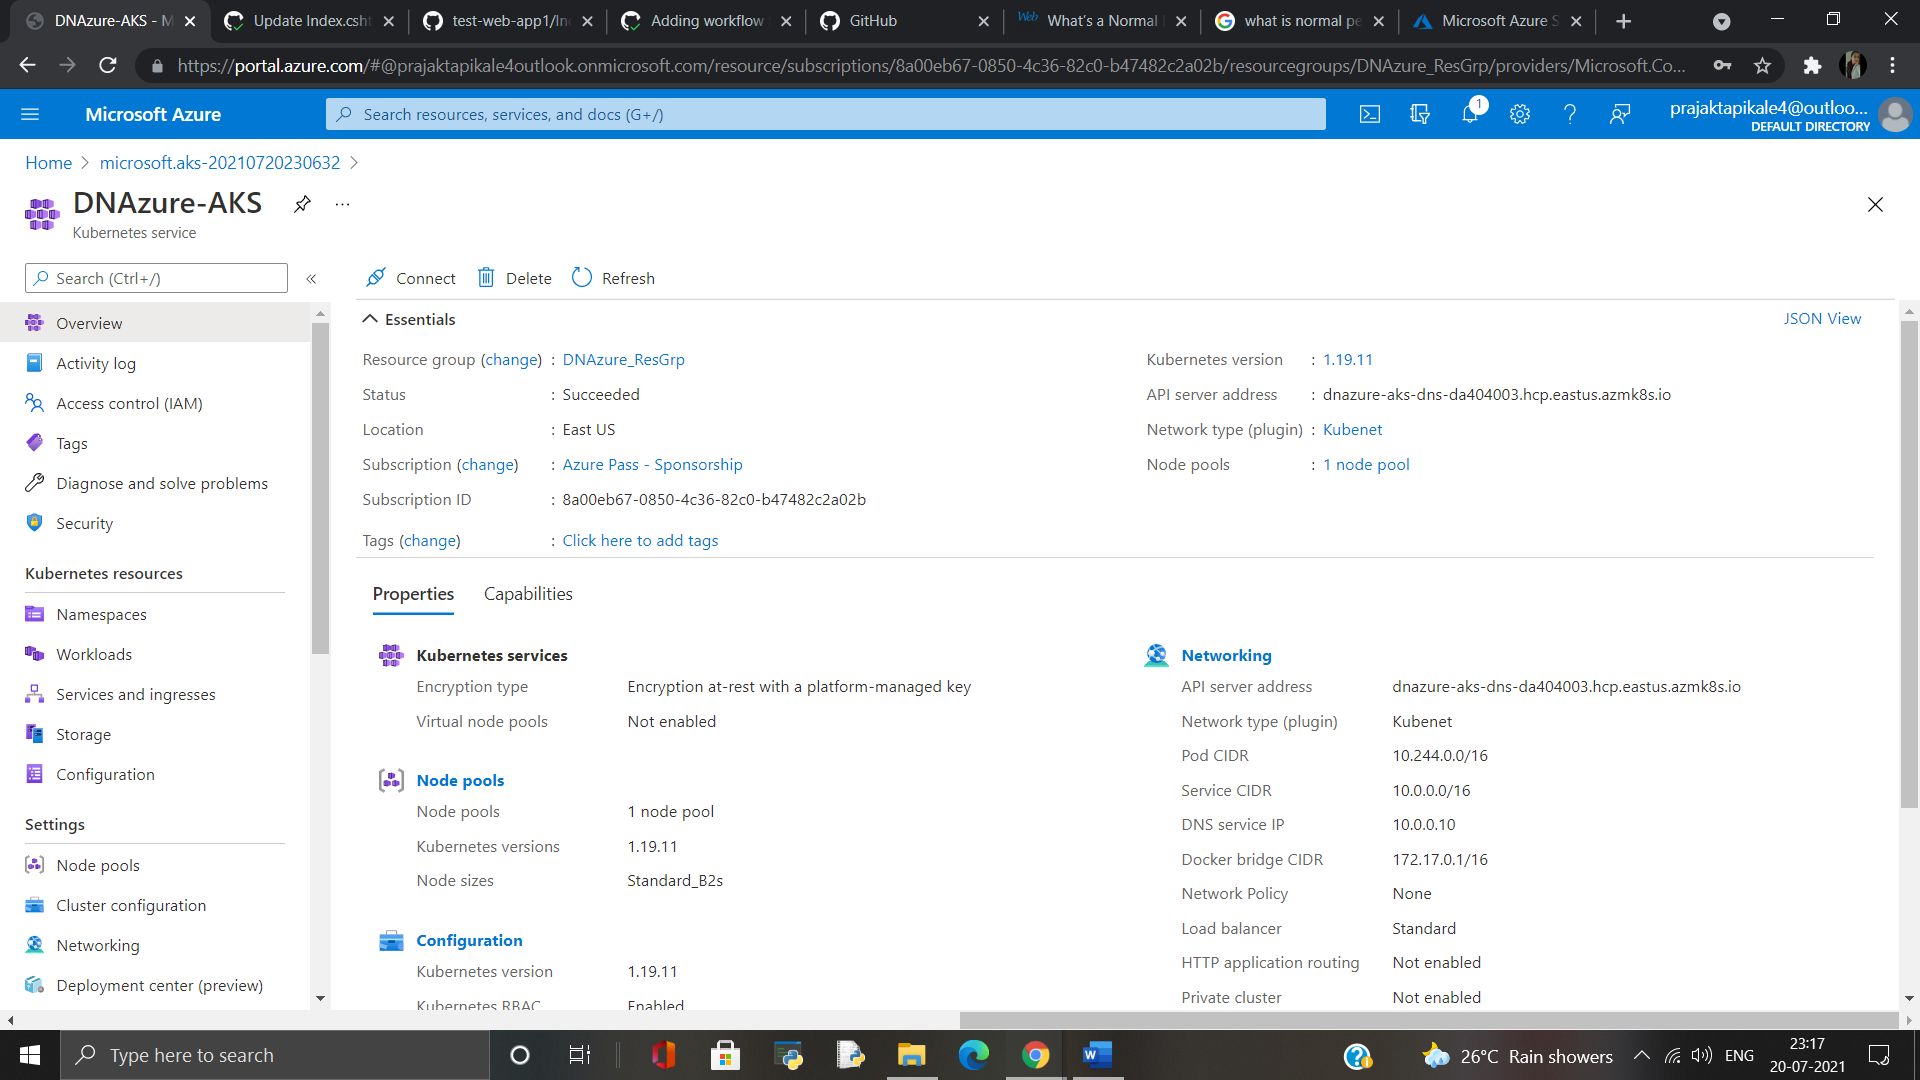 DNAzure-AKS - M
Update Index.csht
test-web-app1/In
Adding workflow
GitHub
Web What's a Normal
what is normal pe
Microsoft Azure S
https://portal.azure.com/#@prajaktapikale4outlook.onmicrosoft.com/resource/subscriptions/8a00eb67-0850-4c36-82c0-b47482c2a02b/resourcegroups/DNAzure_ResGrp/providers/Microsoft.Co...
Microsoft Azure
Search resources, services, and docs (G+/)
1
prajaktapikale4@outloo...
DEFAULT DIRECTORY
Home > microsoft.aks-20210720230632 >
DNAzure-AKS
...
Kubernetes service
Search (Ctrl+/)
«
Connect
Delete
Refresh
Overview
Activity log
Access control (IAM)
Tags
Diagnose and solve problems
Security
Kubernetes resources
Namespaces
Workloads
Services and ingresses
Storage
Configuration
Settings
Node pools
Cluster configuration
Networking
Deployment center (preview)
Essentials
JSON View
Resource group (change) : DNAzure_ResGrp
Status : Succeeded
Location : East US
Subscription (change) : Azure Pass - Sponsorship
Subscription ID : 8a00eb67-0850-4c36-82c0-b47482c2a02b
Tags (change) : Click here to add tags
Kubernetes version : 1.19.11
API server address : dnazure-aks-dns-da404003.hcp.eastus.azmk8s.io
Network type (plugin) : Kubenet
Node pools : 1 node pool
Properties
Capabilities
Kubernetes services
Encryption type Encryption at-rest with a platform-managed key
Virtual node pools Not enabled
Node pools
Node pools 1 node pool
Kubernetes versions 1.19.11
Node sizes Standard_B2s
Configuration
Kubernetes version 1.19.11
Kubernetes RBAC Enabled
Networking
API server address dnazure-aks-dns-da404003.hcp.eastus.azmk8s.io
Network type (plugin) Kubenet
Pod CIDR 10.244.0.0/16
Service CIDR 10.0.0.0/16
DNS service IP 10.0.0.10
Docker bridge CIDR 172.17.0.1/16
Network Policy None
Load balancer Standard
HTTP application routing Not enabled
Private cluster Not enabled
Type here to search
26°C Rain showers
ENG
23:17
20-07-2021